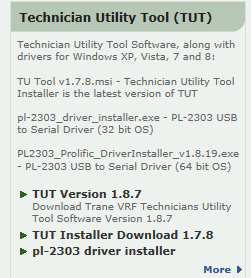 Technician Utility Tool (TUT)
Technician Utility Tool Software, along with
drivers for Windows XP, Vista, 7 and 8:
TU Tool v1.7.8.msi - Technician Utility Tool
Installer is the latest version of TUT
pl-2303_driver_installer.exe - PL-2303 USB
to Serial Driver (32 bit OS)
PL2303_Prolific_DriverInstaller_v1.8.19.exe
- PL-2303 USB to Serial Driver (64 bit OS)
TUT Version 1.8.7
Download Trane VRF Technicians Utility
Tool Software Version 1.8.7
TUT Installer Download 1.7.8
pl-2303 driver installer
More